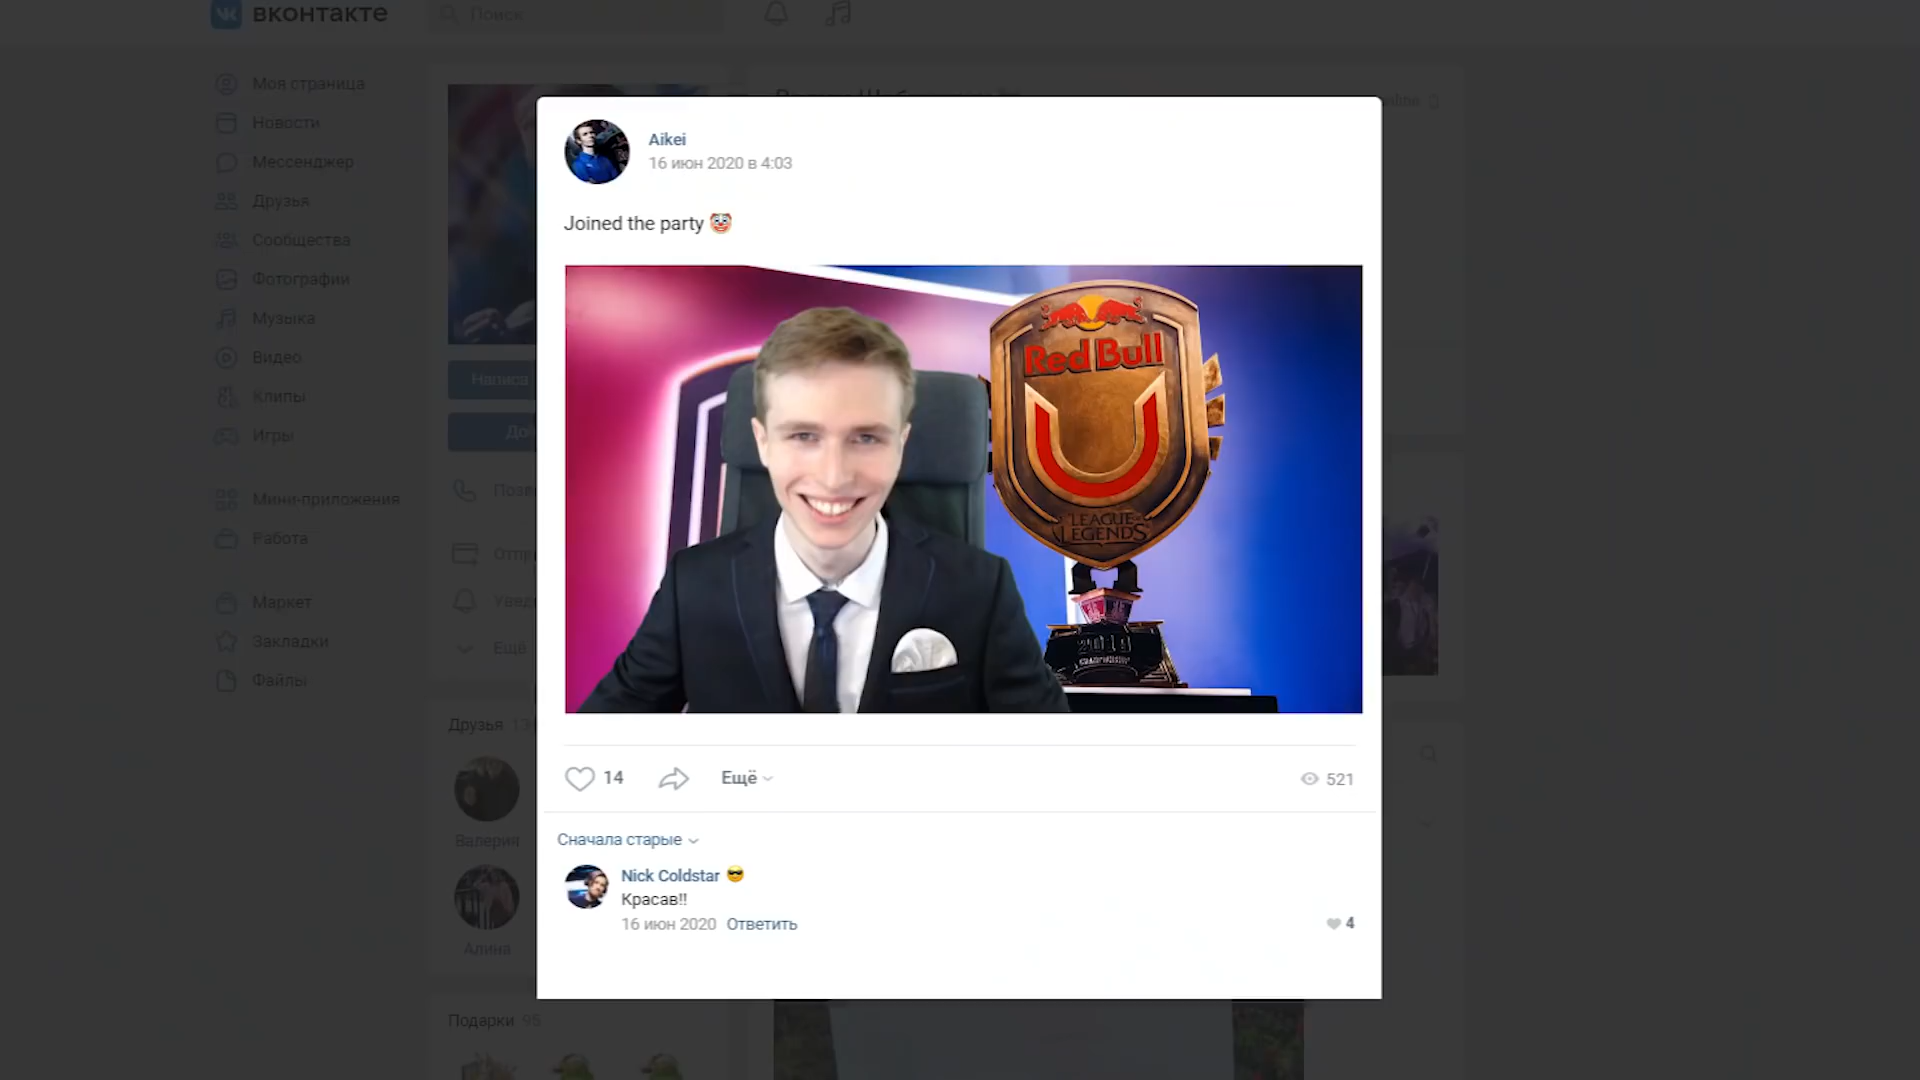 вконтакте
Поиск
Моя страница
Новости
Мессенджер
Друзья
Сообщества
Фотографии
Музыка
Видео
Клипы
Игры
Мини-приложения
Работа
Маркет
Закладки
Файлы
Ещё
Друзья
Валерия
Алина
Подарки 95
Aikei
16 июн 2020 в 4:03
Joined the party 🤡
Red Bull
LEAGUE OF
LEGENDS
14
Ещё
521
Сначала старые
Nick Coldstar 😎
Красав!!
16 июн 2020 Ответить
4